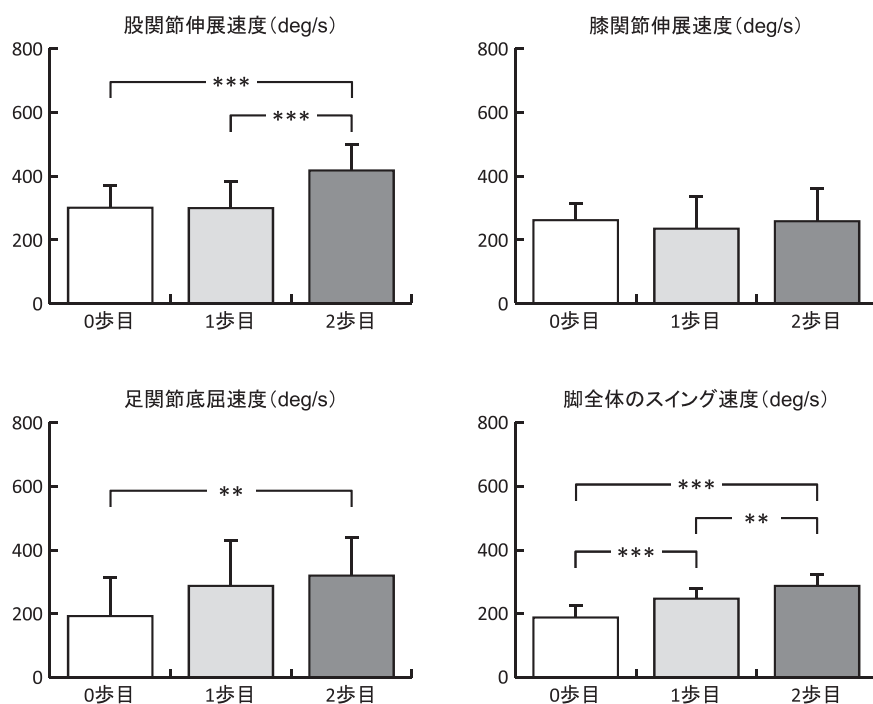 股関節伸展速度（deg/s）
800
600
400
200
0
***
***
0歩目
1歩目
2歩目
膝関節伸展速度（deg/s）
800
600
400
200
0
0歩目
1歩目
2歩目
足関節底屈速度（deg/s）
800
600
400
200
0
**
0歩目
1歩目
2歩目
脚全体のスイング速度（deg/s）
800
600
400
200
0
***
**
***
0歩目
1歩目
2歩目